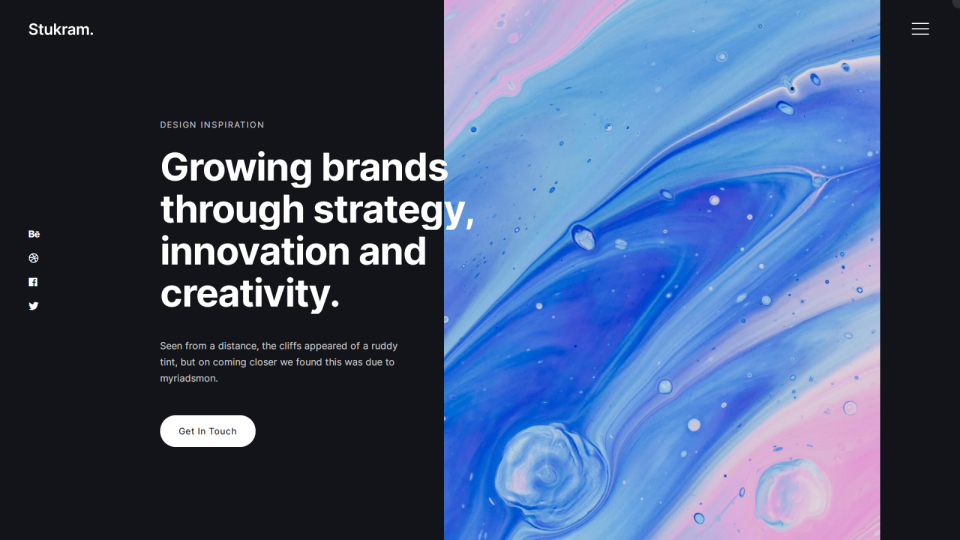 Stukram.
DESIGN INSPIRATION
Growing brands
through strategy,
innovation and
creativity.
Bē
Seen from a distance, the cliffs appeared of a ruddy
tint, but on coming closer we found this was due to
myriadsmon.
Get In Touch